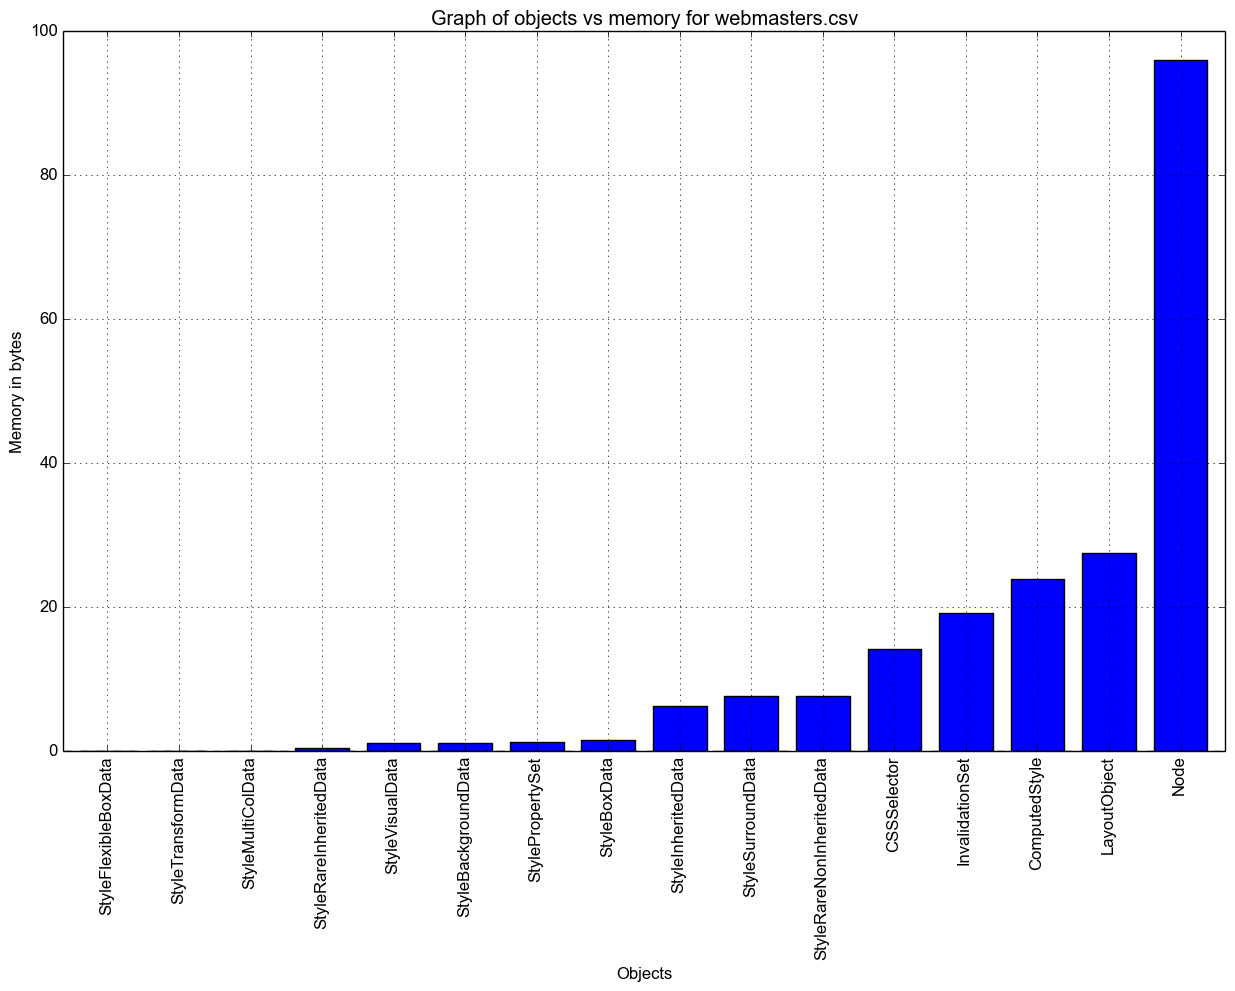 Graph of objects vs memory for webmasters.csv
100
80
60
40
20
0
Memory in bytes
StyleFlexibleBoxData
StyleTransformData
StyleMultiColData
StyleRareInheritedData
StyleVisualData
StyleBackgroundData
StylePropertySet
StyleBoxData
StyleInheritedData
StyleSurroundData
StyleRareNonInheritedData
CSSSelector
InvalidationSet
ComputedStyle
LayoutObject
Node
Objects